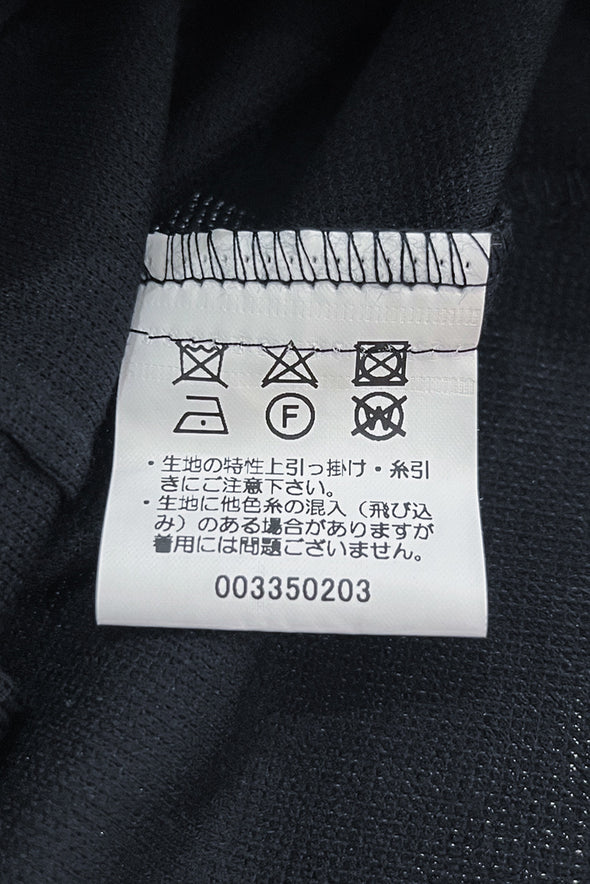 F
W
・生地の特性上引っ掛け・糸引
きにご注意下さい。
・生地に他色糸の混入（飛び込
み）のある場合がありますが
着用には問題ございません。
003350203